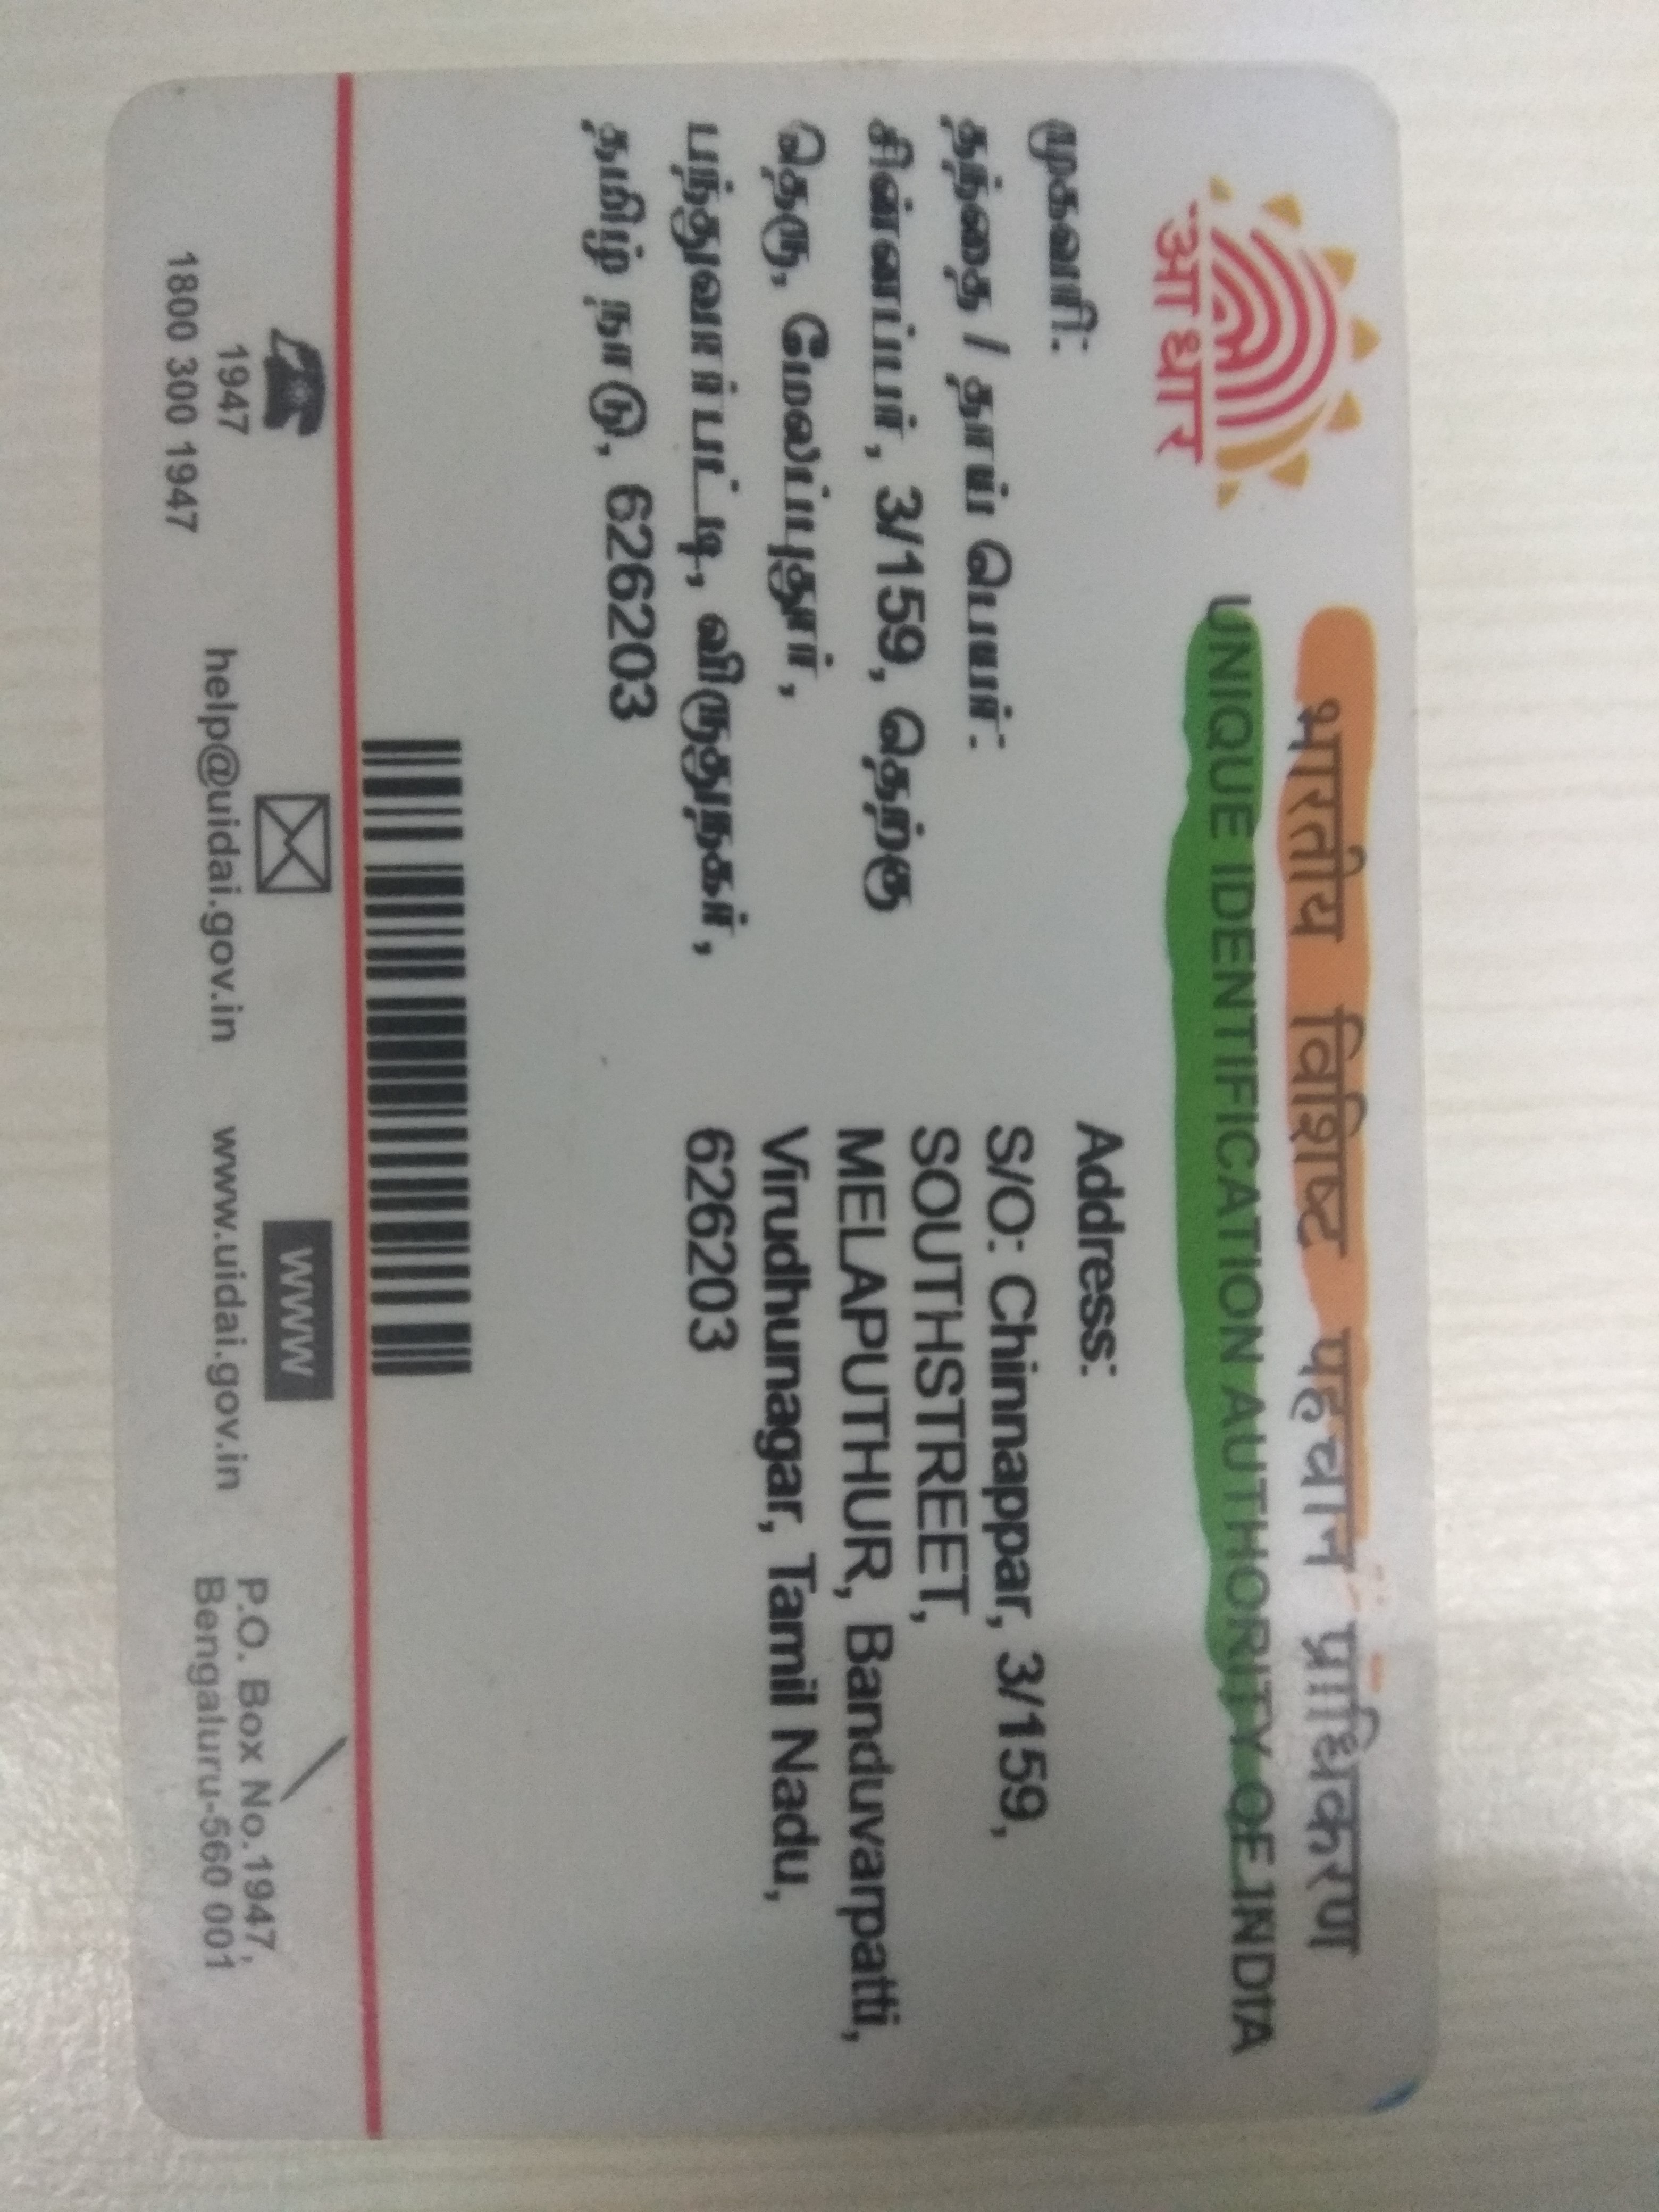 भारतीय विशिष्ट पहचान प्राधिकरण
UNIQUE IDENTIFICATION AUTHORITY OF INDIA
आधार
முகவரி:
தந்தை / தாய் பெயர்:
சின்னப்பர், 3/159, தெற்கு
தெரு, மேலப்புதூர்,
பந்துவார்பட்டி, விருதுநகர்,
தமிழ் நாடு, 626203
Address:
S/O: Chinnappar, 3/159,
SOUTHSTREET,
MELAPUTHUR, Banduvarpatti,
Virudhunagar, Tamil Nadu,
626203
1947
1800 300 1947
help@uidai.gov.in
WWW
www.uidai.gov.in
P.O. Box No.1947,
Bengaluru-560 001